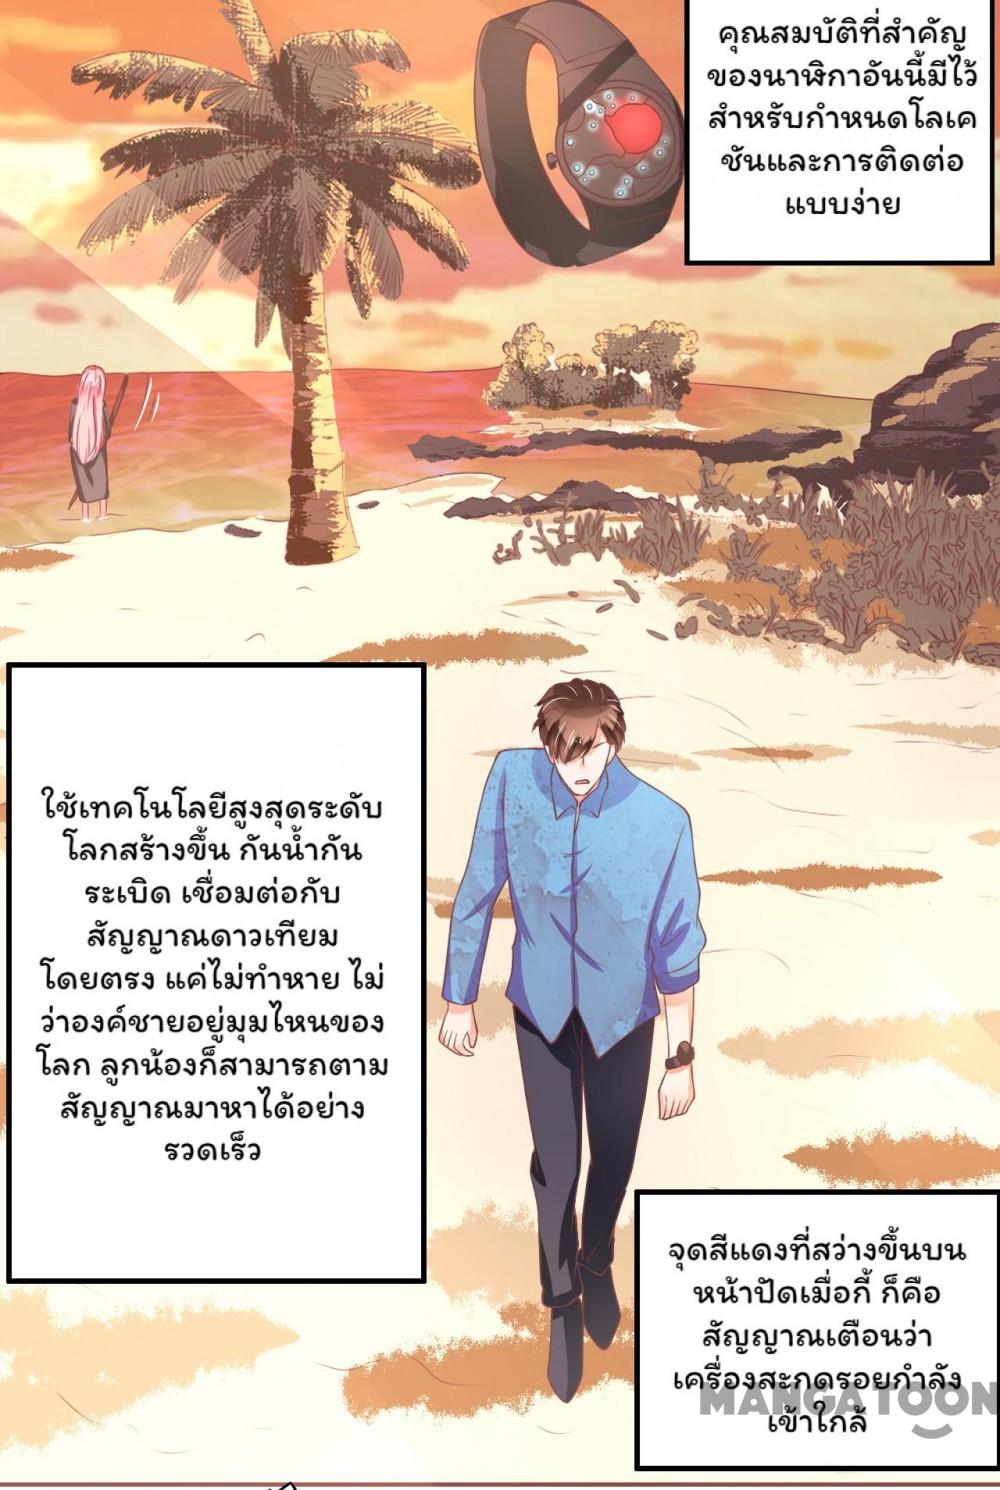 คุณสมบัติที่สำคัญ
ของนาฬิกาอันนี้มีไว้
สำหรับกำหนดโลเค
ชันและการติดต่อ
แบบง่าย
ใช้เทคโนโลยีสูงสุดระดับ
โลกสร้างขึ้น กันน้ำกัน
ระเบิด เชื่อมต่อกับ
สัญญาณดาวเทียม
โดยตรง แค่ไม่ทำหาย ไม่
ว่าองค์ชายอยู่มุมไหนของ
โลก ลูกน้องก็สามารถตาม
สัญญาณมาหาได้อย่าง
รวดเร็ว
จุดสีแดงที่สว่างขึ้นบน
หน้าปัดเมื่อกี้ ก็คือ
สัญญาณเตือนว่า
เครื่องสะกดรอยกำลัง
เข้าใกล้
MANGATOON